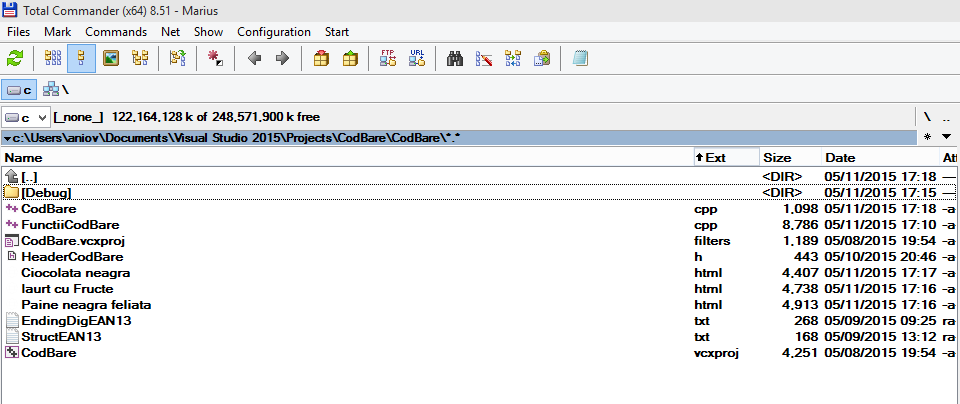 Total Commander (x64) 8.51 - Marius
Files Mark Commands Net Show Configuration Start
FTP URL
c \
c [_none_] 122,164,128 k of 248,571,900 k free \ ..
c:\Users\aniov\Documents\Visual Studio 2015\Projects\CodBare\CodBare\*.* *
Name Ext Size Date Att
[..] <DIR> 05/11/2015 17:18 —
[Debug] <DIR> 05/11/2015 17:15 —
CodBare cpp 1,098 05/11/2015 17:18 -a
FunctiiCodBare cpp 8,786 05/11/2015 17:10 -a
CodBare.vcxproj filters 1,189 05/08/2015 19:54 -a
HeaderCodBare h 443 05/10/2015 20:46 -a
Ciocolata neagra html 4,407 05/11/2015 17:17 -a
Iaurt cu Fructe html 4,738 05/11/2015 17:16 -a
Paine neagra feliata html 4,913 05/11/2015 17:16 -a
EndingDigEAN13 txt 268 05/09/2015 09:25 ra
StructEAN13 txt 168 05/09/2015 13:12 ra
CodBare vcxproj 4,251 05/08/2015 19:54 -a